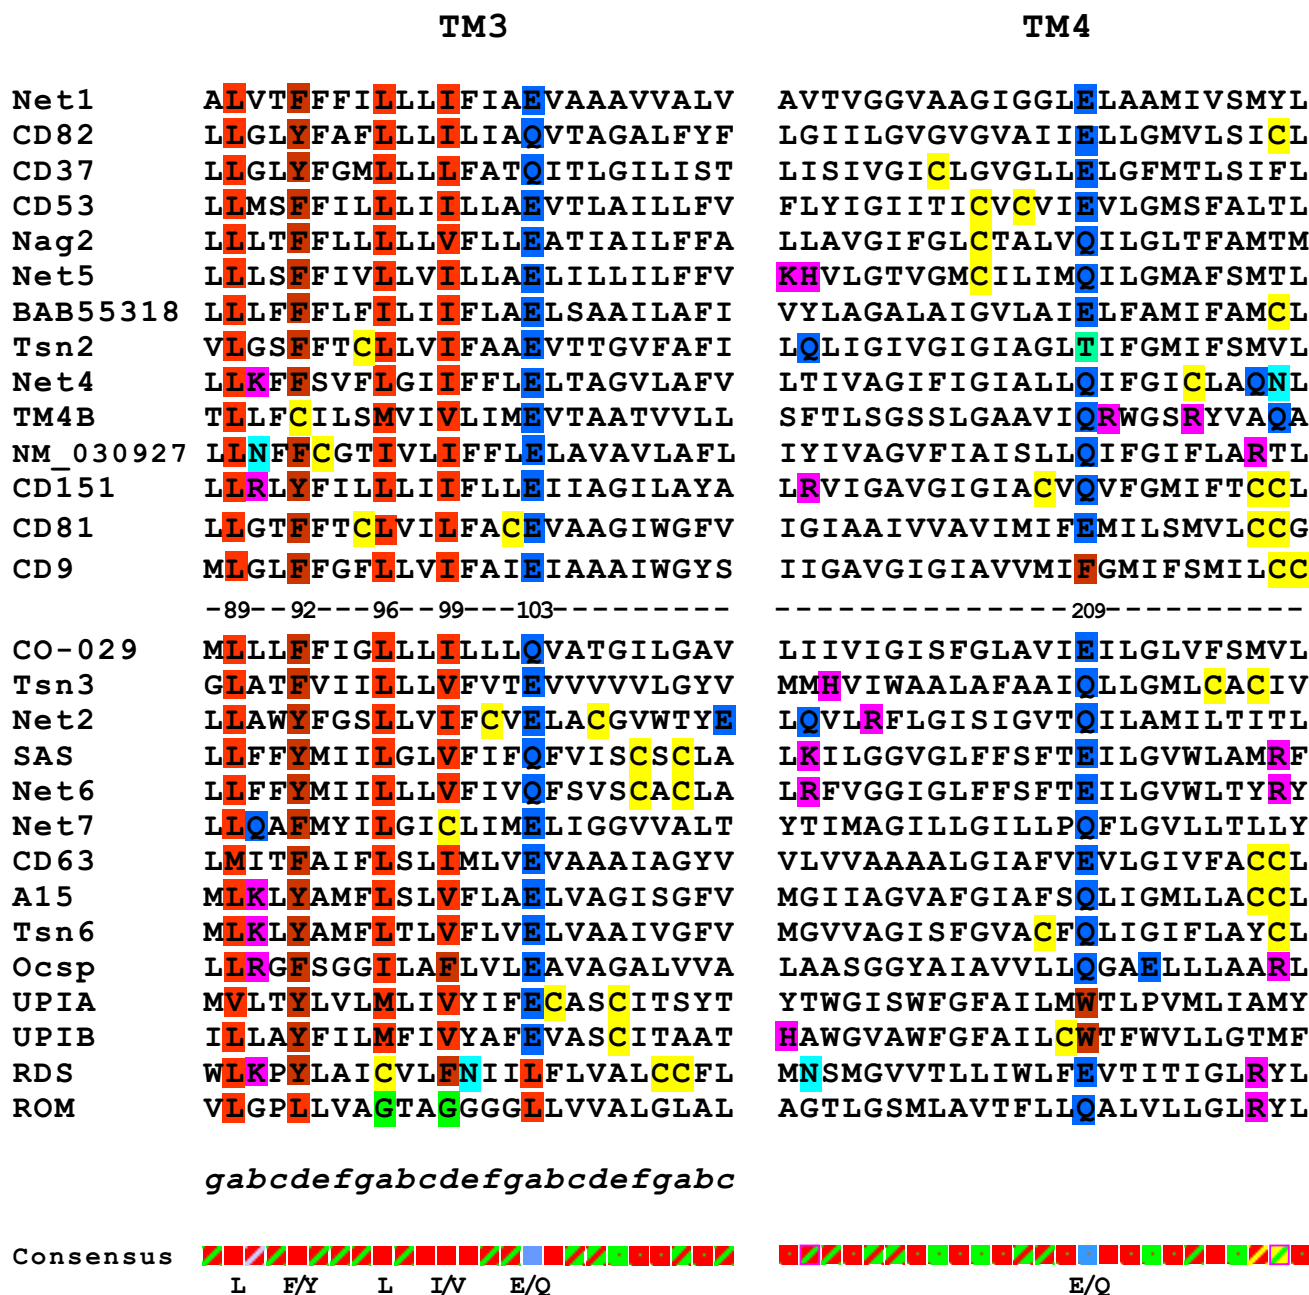 TM3 TM4
Net1 ALVTFFFILLLIFIAEVAAAVVALV AVTVGGVAAGIGGLELAAMIVSMYL
CD82 LLGLYFAFLLLILIAQVTAGALFYF LGIILGVGVGVAIIELLGMVLSICL
CD37 LLGLYFGMLLLLFATQITLGILIST LISIVGICLGVGLLELGFMTLSIFL
CD53 LLMSFFILLLIILLAEVTLAILLFV FLYIGIITICVCVIEVLGMSFALTL
Nag2 LLLTFFLLLLLVFLLEATIAILFFA LLAVGIFGLCTALVQILGLTFAMTM
Net5 LLLSFFIVLLVILLAELILLILFFV KHVLGTVGMCILIMQILGMAFSMTL
BAB55318 LLLFFFLFILIIFLAELSAAILAFI VYLAGALAIGVLAIELFAMIFAMCL
Tsn2 VLGSFFTCLLVIFAAEVTTGVFAFI LQLIGIVGIGIAGLTIFGMIFSMVL
Net4 LLKFFSVFLGIIFFLELTAGVLAFV LTIVAGIFIGIALLQIFGICLAQNL
TM4B TLLFCILSMVIVLIMEVTAATVVLL SFTLSGSSLGAAVIQRWGSRYVAQA
NM_030927 LLNFFCGTIVLIFFLELAVAVLAFL IYIVAGVFIAISLLQIFGIFLARTL
CD151 LLRLYFILLLIIFLLEIIAGILAYA LRVIGAVGIGIACVQVFGMIFTCCL
CD81 LLGTFFTCLVILFACEVAAGIWGFV IGIAAIVVAVIMIFEMILSMVLCCG
CD9 MLGLFFGFLLVIFAIEIAAAIWGYS IIGAVGIGIAVVMIFGMIFSMILCC
-89--92---96--99---103--------- --------------209----------
CO-029 MLLLFFIGLLLILLLQVATGILGAV LIIVIGISFGLAVIEILGLVFSMVL
Tsn3 GLATFVIILLLVFVTEVVVVVLGYV MMHVIWAALAFAAIQLLGMLCACIV
Net2 LLAWYFGSLLVIFCVELACGVWTYE LQVLRFLGISIGVTQILAMILTITL
SAS LLFFYMIILGLVFIFQFVISCSCLA LKILGGVGLFFSFTEILGVWLAMRF
Net6 LLFFYMIILLLVFIVQFSVSCACLA LRFVGGIGLFFSFTEILGVWLTYRY
Net7 LLQAFMYILGICLIMELIGGVVALT YTIMAGILLGILLPQFLGVLLTLLY
CD63 LMITFAIFLSLIMLVEVAAAIAGYV VLVVAAAALGIAFVEVLGIVFACCL
A15 MLKLYAMFLSLVFLAELVAGISGFV MGIIAGVAFGIAFSQLIGMLLACCL
Tsn6 MLKLYAMFLTLVFLVELVAAIVGFV MGVVAGISFGVACFQLIGIFLAYCL
Ocsp LLRGFSGGILAFLVLEAVAGALVVA LAASGGYAIAVVLLQGAELLLAARL
UPIA MVLTYLVLMLIVYIFECASCITSYT YTWGISWFGFAILMWTLPVMLIAMY
UPIB ILLAYFILMFIVYAFEVASCITAAT HAWGVAWFGFAILCWTFWVLLGTMF
RDS WLKPYLAICVLFNIILFLVALCCFL MNSMGVVTLLIWLFEVTITIGLRYL
ROM VLGPLLVAGTAGGGGLLVVALGLAL AGTLGSMLAVTFLLQALVLLGLRYL
gabcdefgabcdefgabcdefgabc
Consensus
L F/Y L I/V E/Q E/Q